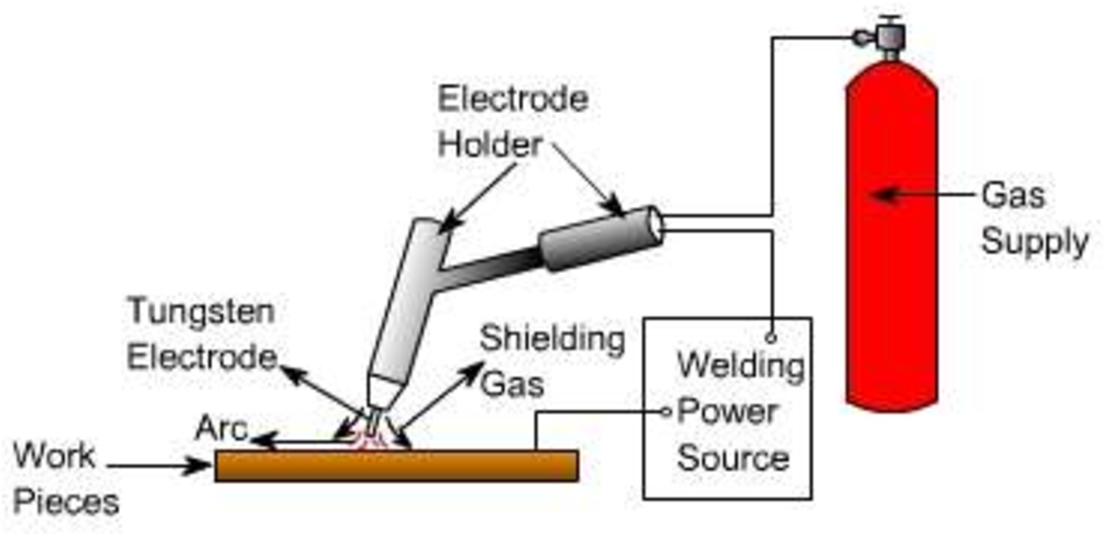 Electrode
Holder
Gas
Supply
Tungsten
Electrode
Shielding
Gas
Welding
Power
Source
Arc
Work
Pieces